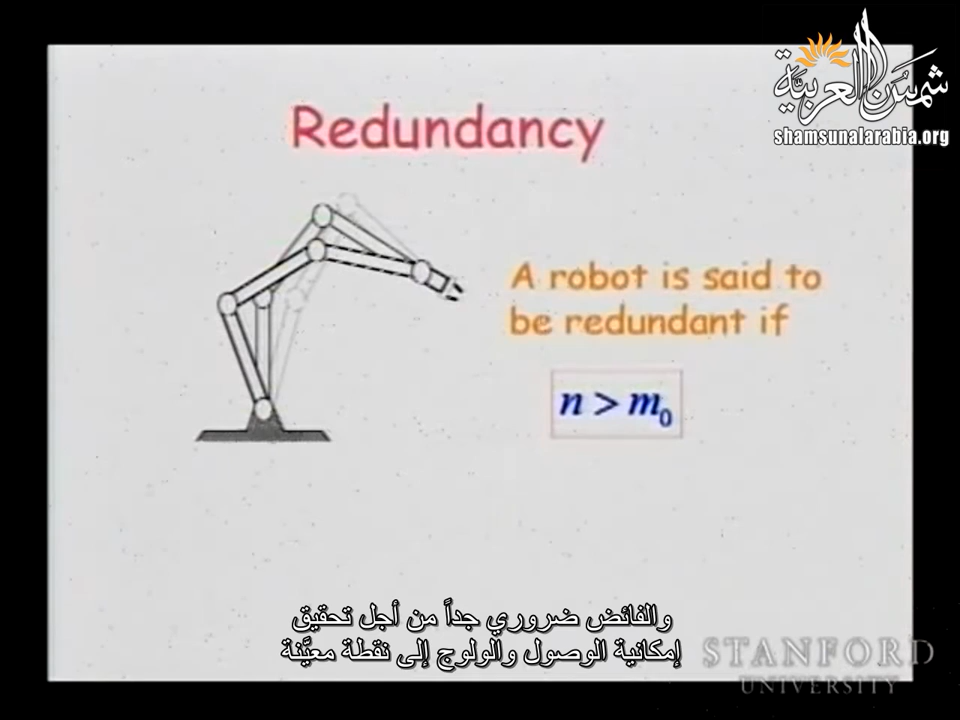 شمس العربية
shamsunalarabia.org
Redundancy
A robot is said to
be redundant if
n > m₀
والفائض ضروري جداً من أجل تحقيق
إمكانية الوصول والولوج إلى نقطة معيَّنة
STANFORD
UNIVERSITY